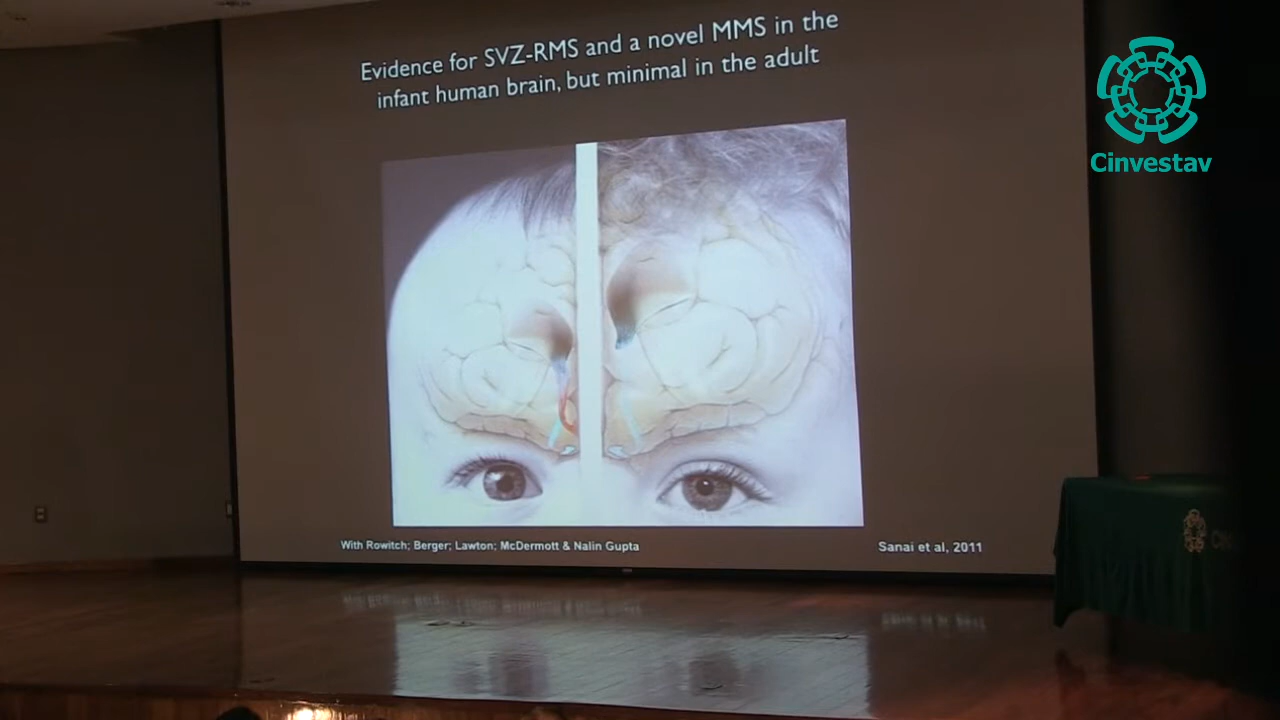 Evidence for SVZ-RMS and a novel MMS in the
infant human brain, but minimal in the adult
Cinvestav
With Rowitch; Berger; Lawton; McDermott & Nalin Gupta
Sanai et al, 2011